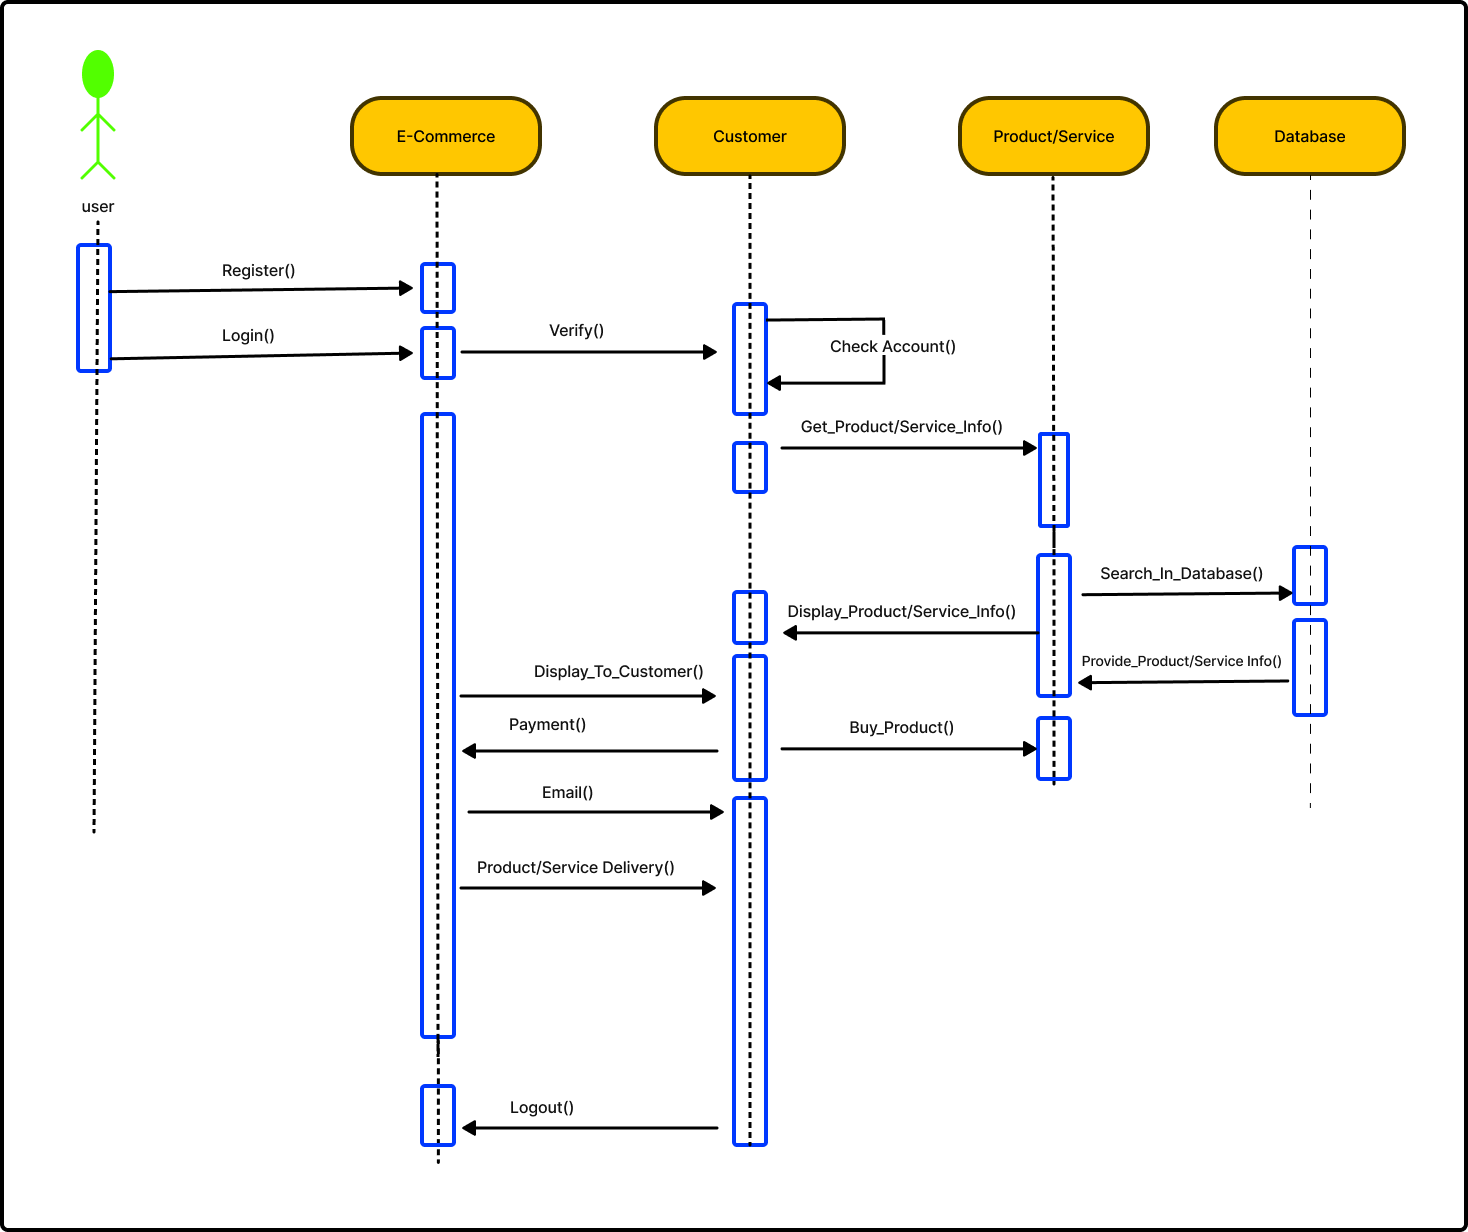 E-Commerce
Customer
Product/Service
Database
user
Register()
Login()
Verify()
Check Account()
Get_Product/Service_Info()
Search_In_Database()
Display_Product/Service_Info()
Provide_Product/Service Info()
Display_To_Customer()
Payment()
Buy_Product()
Email()
Product/Service Delivery()
Logout()